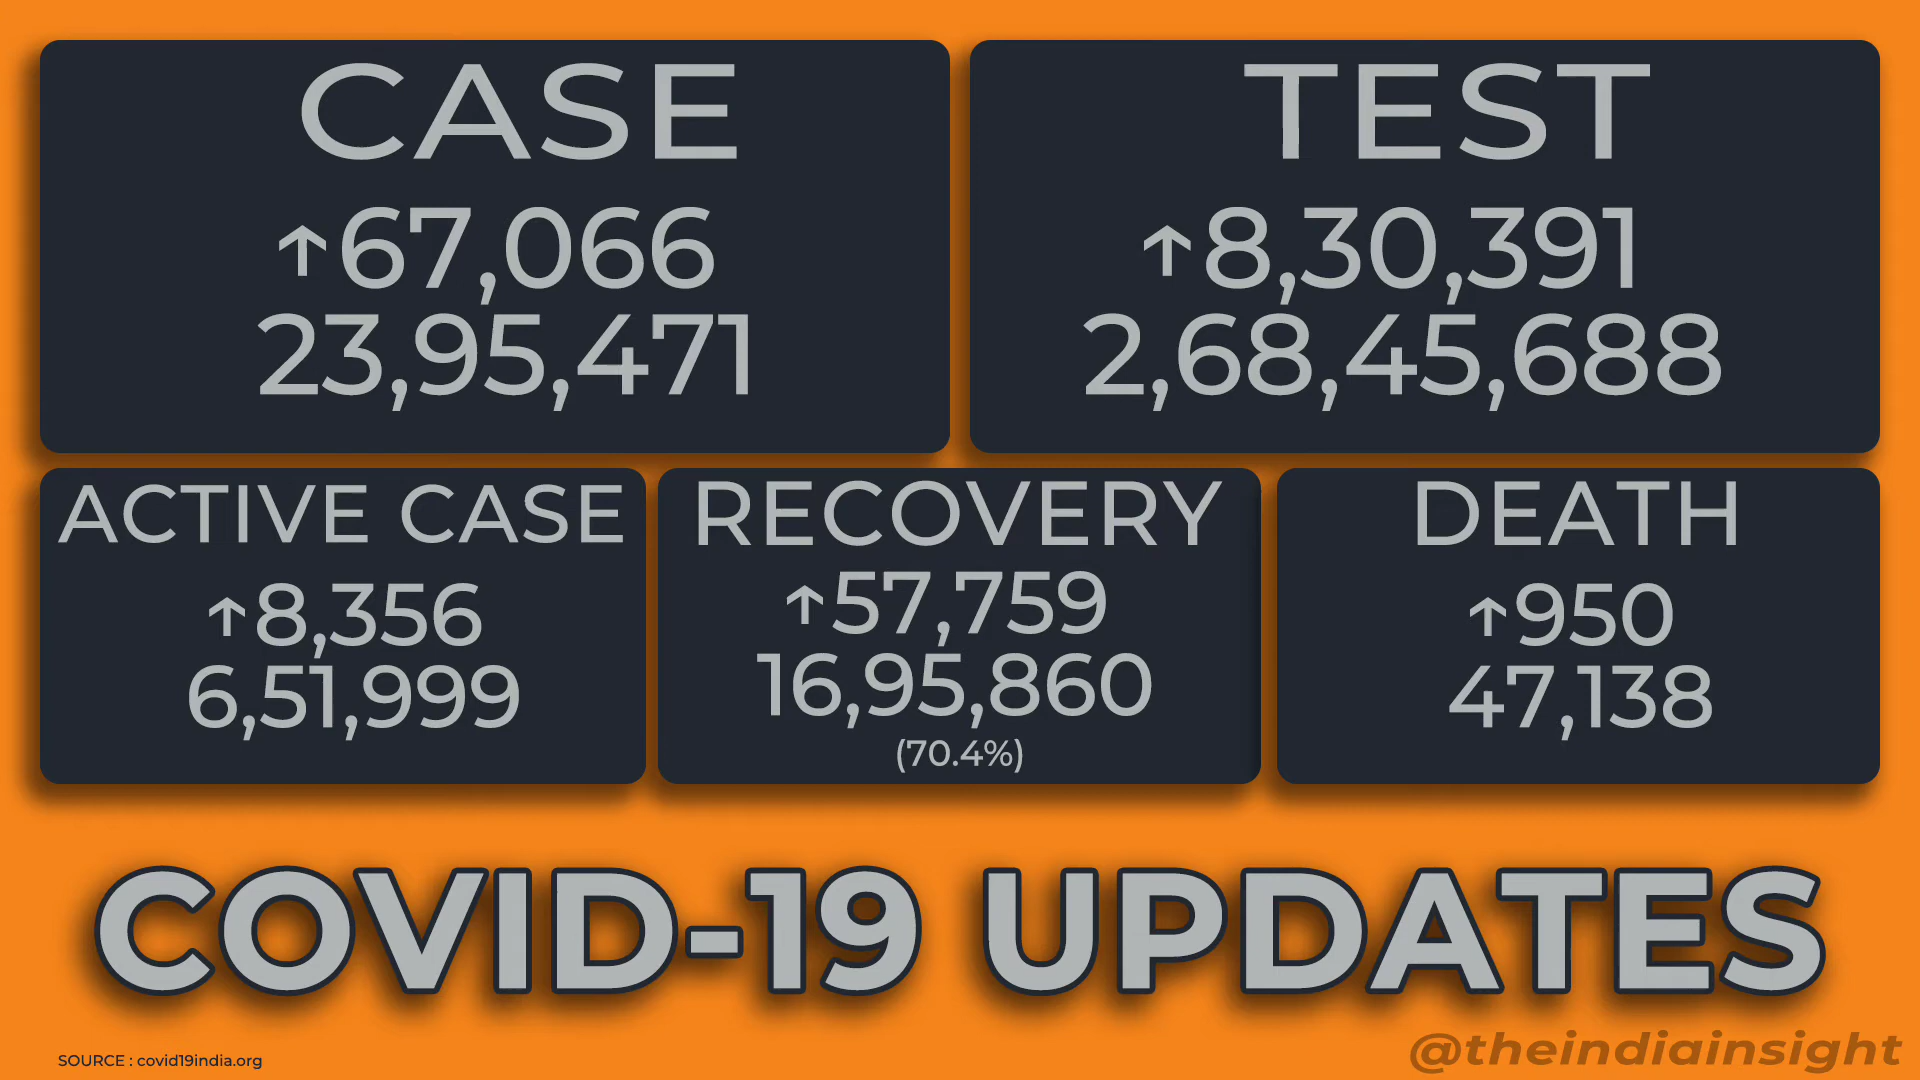 CASE
↑67,066
23,95,471
TEST
↑8,30,391
2,68,45,688
ACTIVE CASE
↑8,356
6,51,999
RECOVERY
↑57,759
16,95,860
(70.4%)
DEATH
↑950
47,138
COVID-19 UPDATES
SOURCE : covid19india.org
@theindiainsight